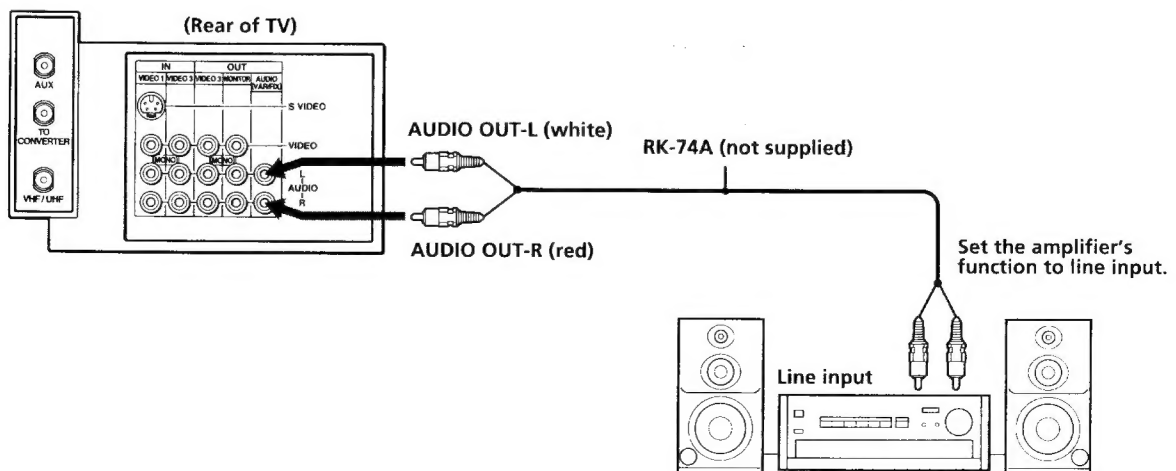 (Rear of TV)
AUX
TO
CONVERTER
VHF / UHF
IN
OUT
VIDEO 1
VIDEO 3
VIDEO 3
MONITOR
AUDIO
(VAR/FIX)
S VIDEO
VIDEO
(MONO)
(MONO)
L
AUDIO
R
AUDIO OUT-L (white)
AUDIO OUT-R (red)
RK-74A (not supplied)
Set the amplifier's
function to line input.
Line input